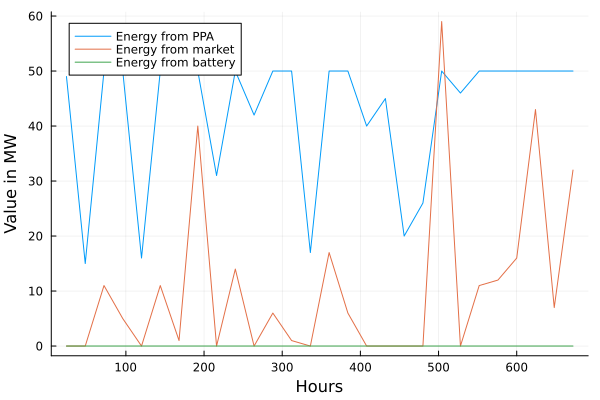 Energy from PPA
Energy from market
Energy from battery
Value in MW
60
50
40
30
20
10
0
100 200 300 400 500 600
Hours